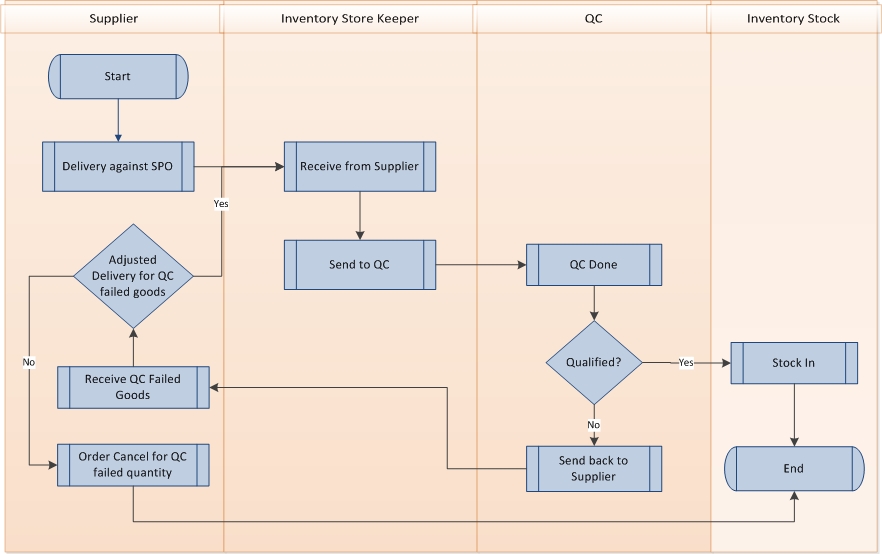 Supplier
Inventory Store Keeper
QC
Inventory Stock
Start
Delivery against SPO
Receive from Supplier
Yes
Adjusted
Delivery for QC
failed goods
Send to QC
QC Done
No
Qualified?
Yes
Stock In
Receive QC Failed
Goods
No
Order Cancel for QC
failed quantity
Send back to
Supplier
End